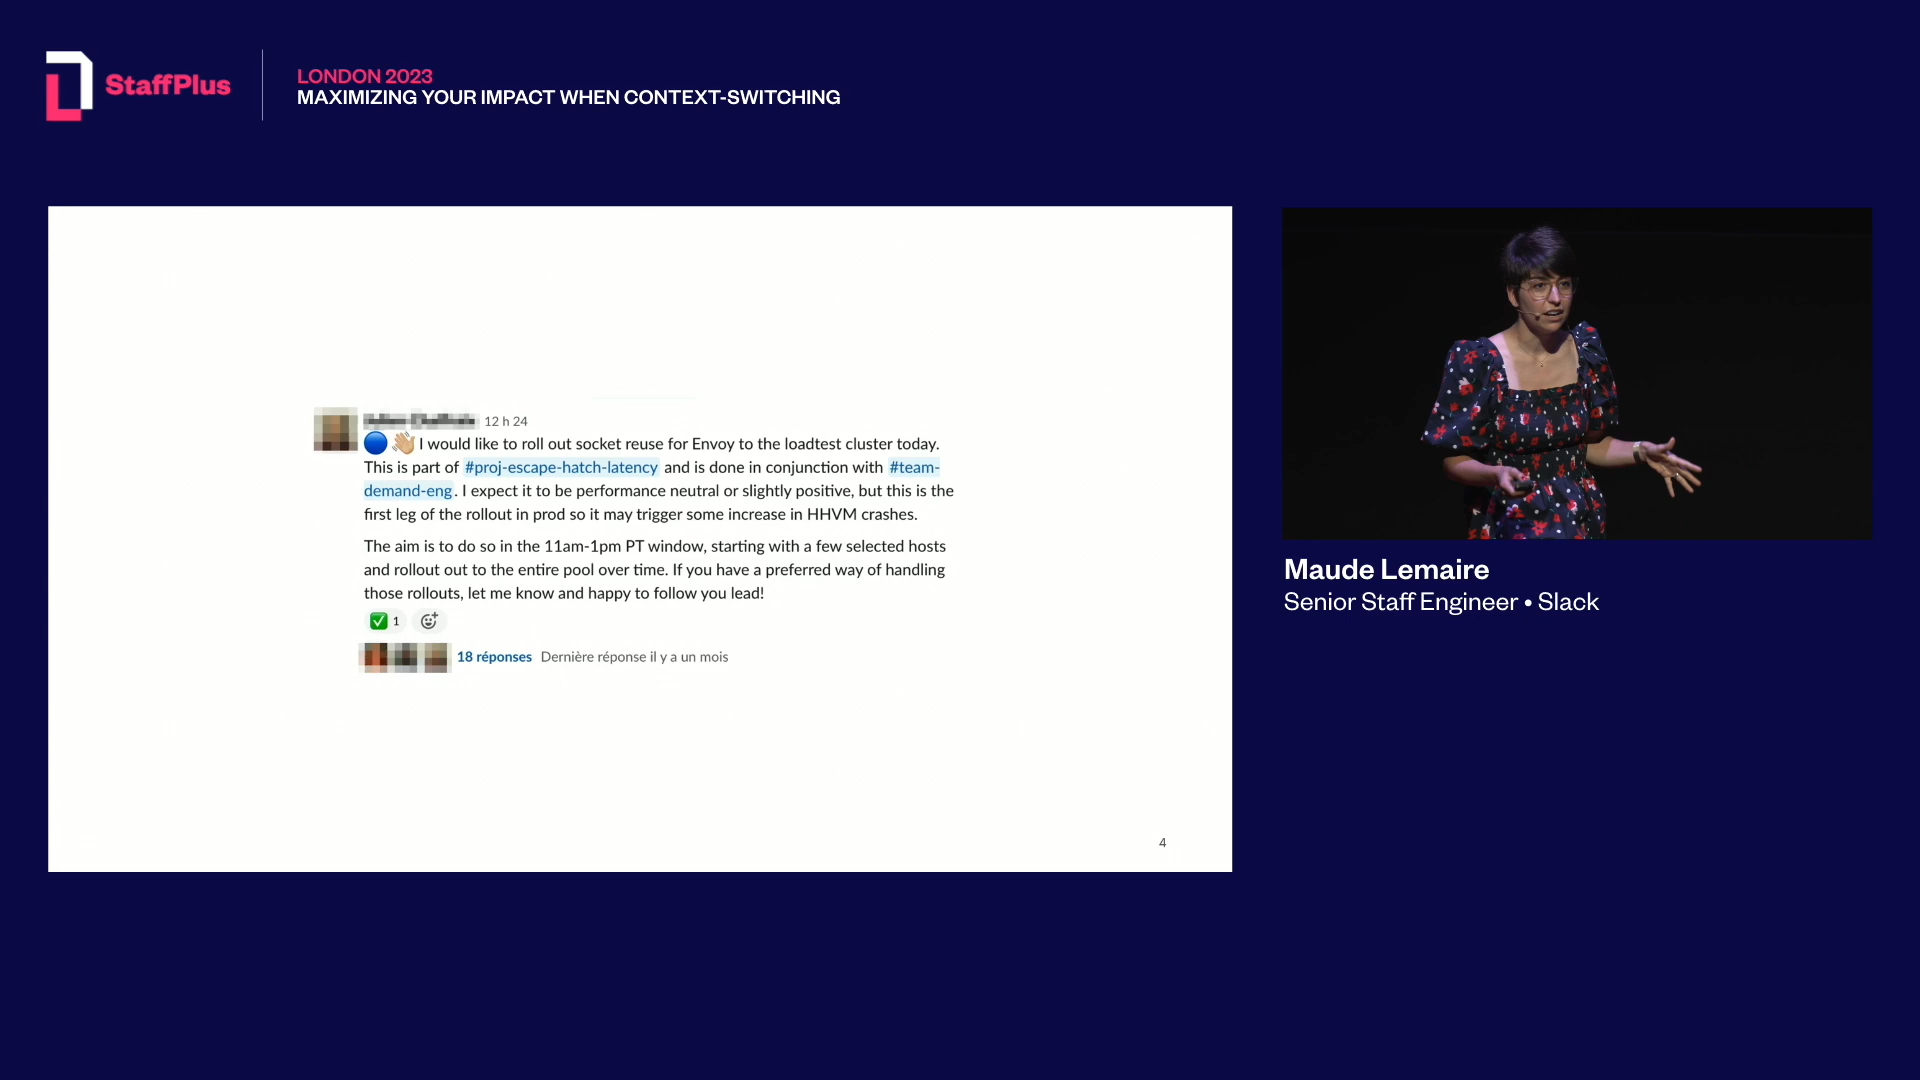 StaffPlus
LONDON 2023
MAXIMIZING YOUR IMPACT WHEN CONTEXT-SWITCHING
12 h 24
I would like to roll out socket reuse for Envoy to the loadtest cluster today.
This is part of #proj-escape-hatch-latency and is done in conjunction with #team-
demand-eng. I expect it to be performance neutral or slightly positive, but this is the
first leg of the rollout in prod so it may trigger some increase in HHVM crashes.
The aim is to do so in the 11am-1pm PT window, starting with a few selected hosts
and rollout out to the entire pool over time. If you have a preferred way of handling
those rollouts, let me know and happy to follow you lead!
1
18 réponses Dernière réponse il y a un mois
4
Maude Lemaire
Senior Staff Engineer • Slack